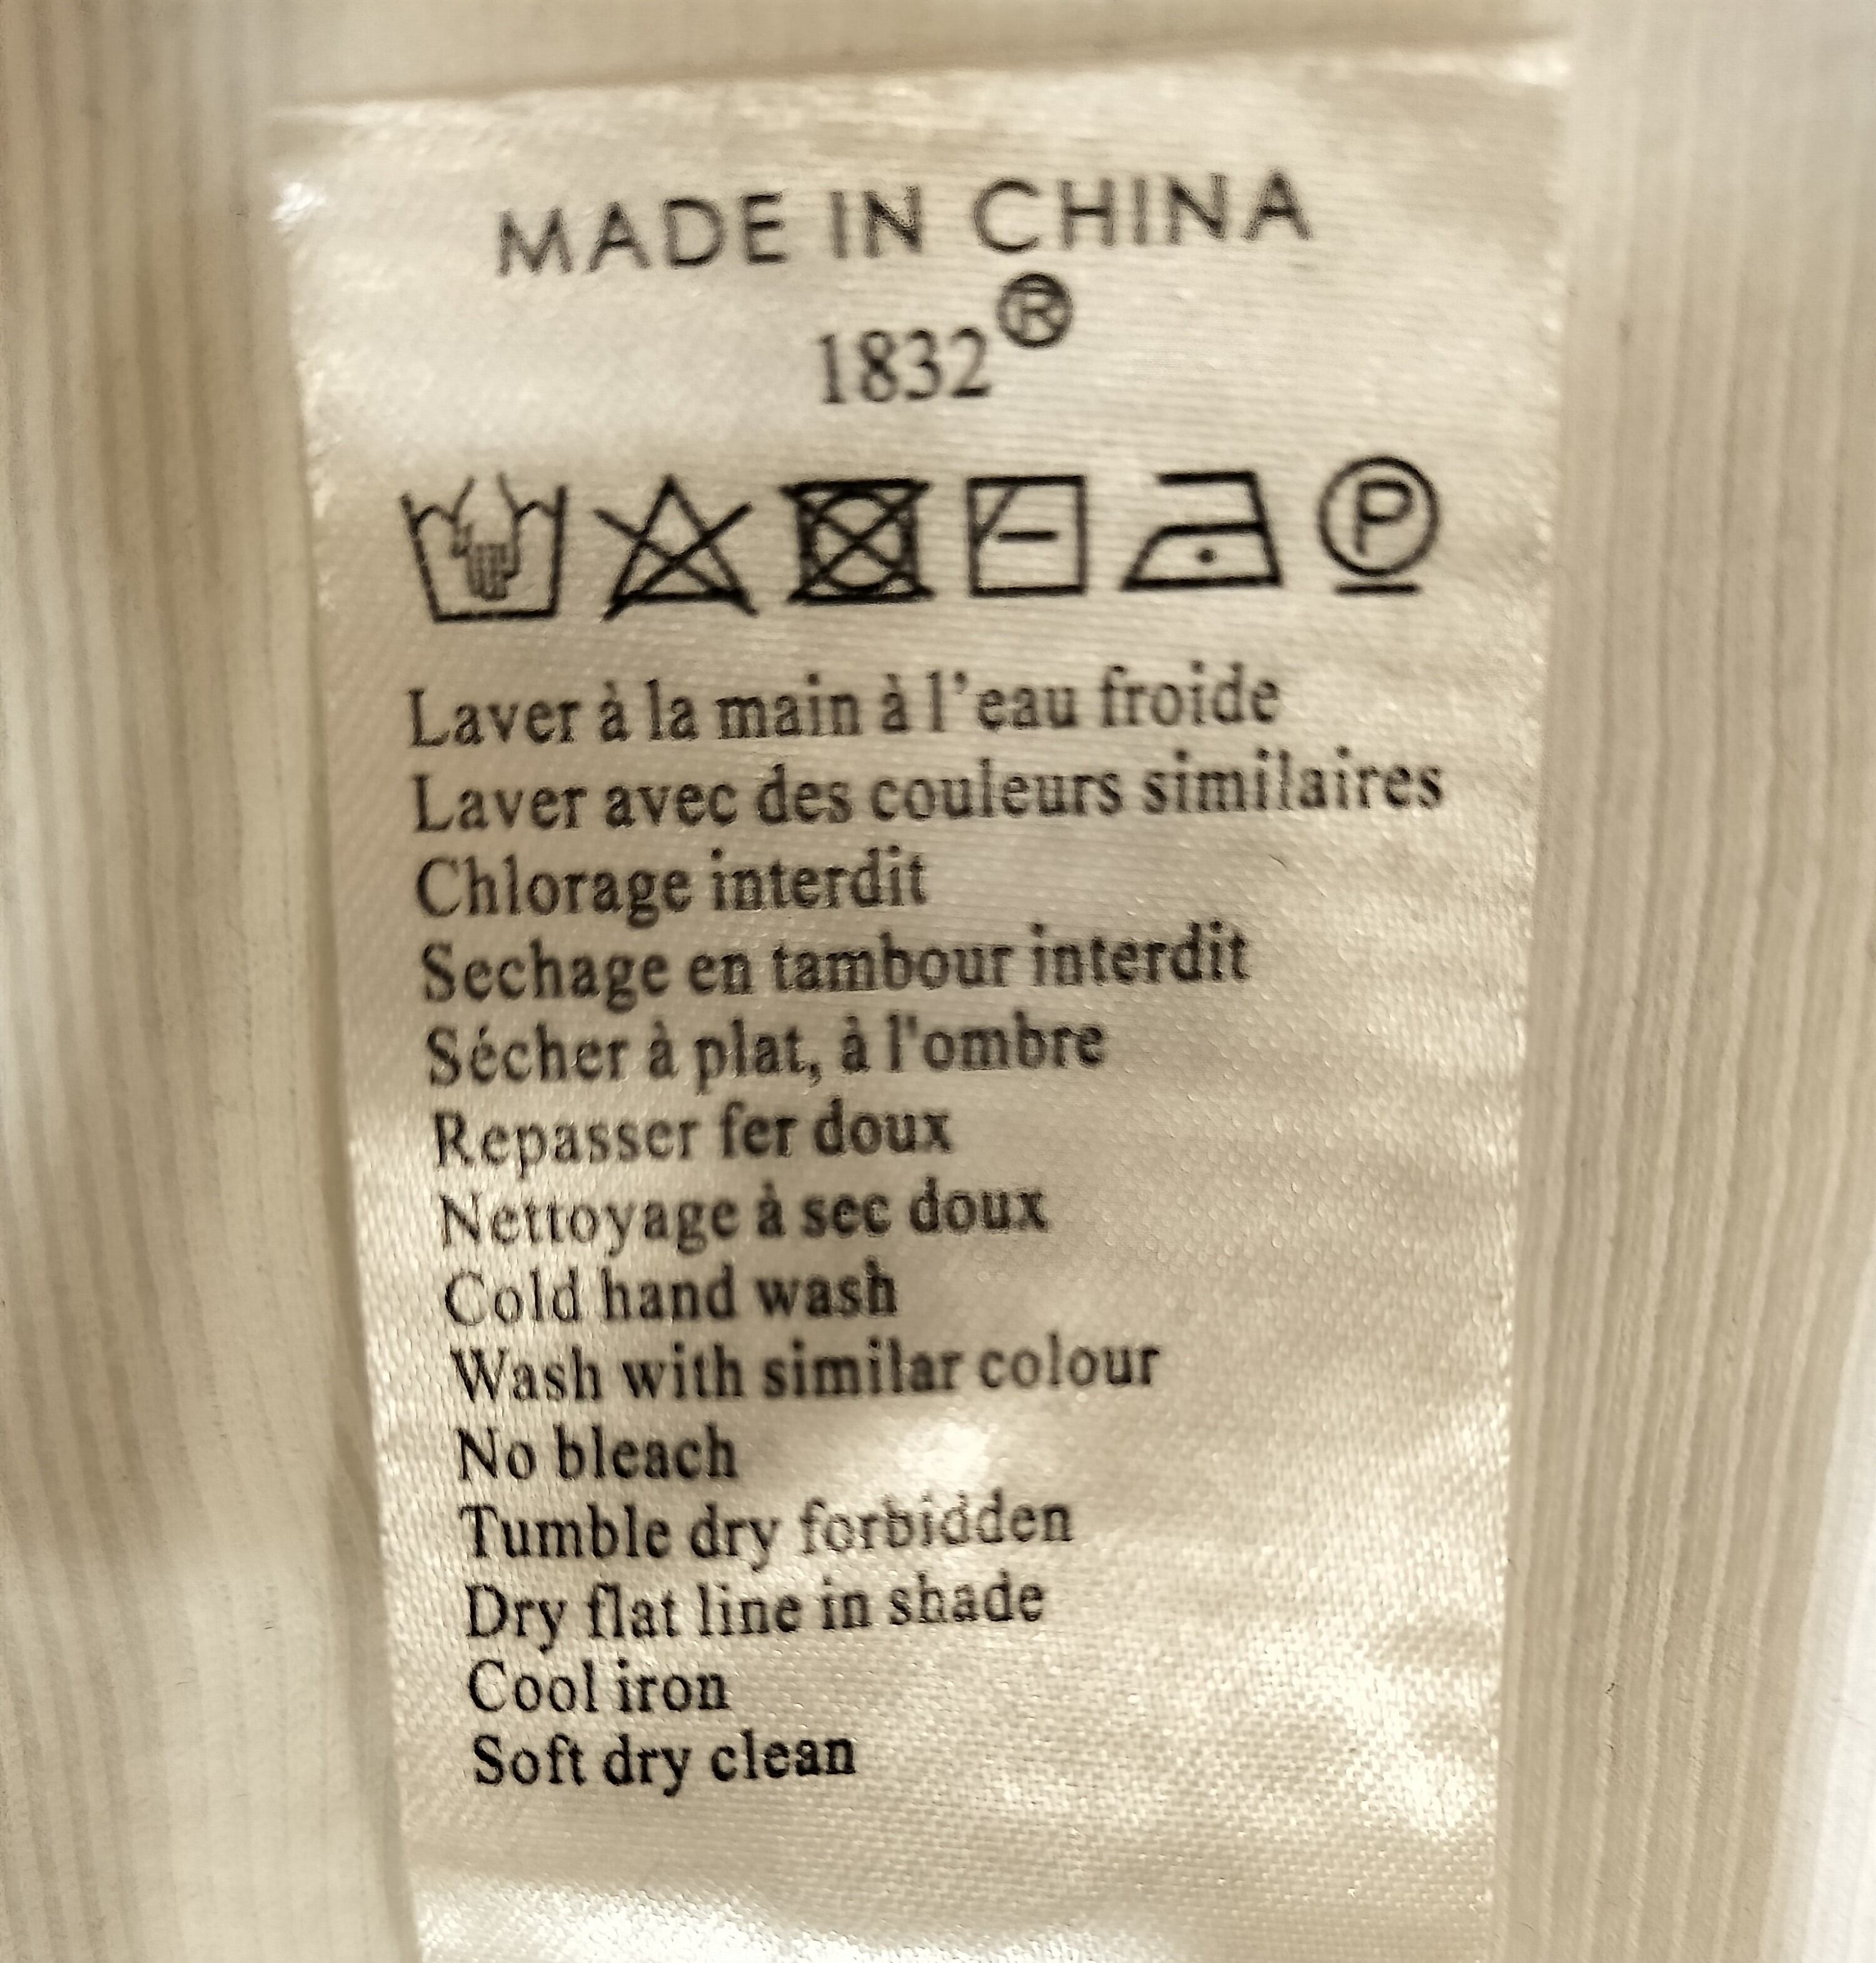 MADE IN CHINA
1832®
P
Laver à la main à l'eau froide
Laver avec des couleurs similaires
Chlorage interdit
Sechage en tambour interdit
Sécher à plat, à l'ombre
Repasser fer doux
Nettoyage à sec doux
Cold hand wash
Wash with similar colour
No bleach
Tumble dry forbidden
Dry flat line in shade
Cool iron
Soft dry clean